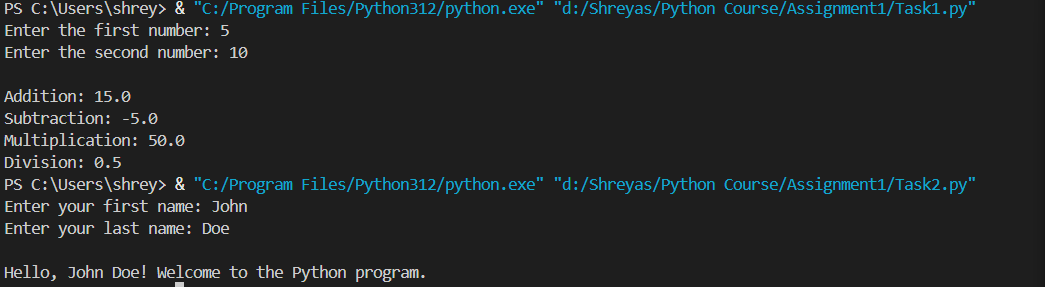 PS C:\Users\shrey> & "C:/Program Files/Python312/python.exe" "d:/Shreyas/Python Course/Assignment1/Task1.py"
Enter the first number: 5
Enter the second number: 10

Addition: 15.0
Subtraction: -5.0
Multiplication: 50.0
Division: 0.5
PS C:\Users\shrey> & "C:/Program Files/Python312/python.exe" "d:/Shreyas/Python Course/Assignment1/Task2.py"
Enter your first name: John
Enter your last name: Doe

Hello, John Doe! Welcome to the Python program.